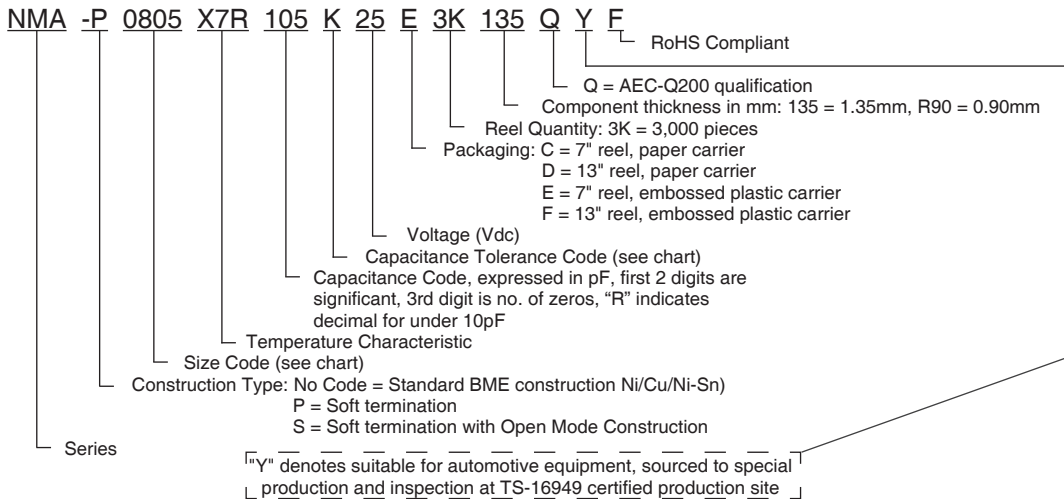 NMA -P 0805 X7R 105 K 25 E 3K 135 Q Y F
RoHS Compliant
Q = AEC-Q200 qualification
Component thickness in mm: 135 = 1.35mm, R90 = 0.90mm
Reel Quantity: 3K = 3,000 pieces
Packaging: C = 7" reel, paper carrier
D = 13" reel, paper carrier
E = 7" reel, embossed plastic carrier
F = 13" reel, embossed plastic carrier
Voltage (Vdc)
Capacitance Tolerance Code (see chart)
Capacitance Code, expressed in pF, first 2 digits are
significant, 3rd digit is no. of zeros, “R” indicates
decimal for under 10pF
Temperature Characteristic
Size Code (see chart)
Construction Type: No Code = Standard BME construction Ni/Cu/Ni-Sn)
P = Soft termination
S = Soft termination with Open Mode Construction
Series
"Y" denotes suitable for automotive equipment, sourced to special
production and inspection at TS-16949 certified production site